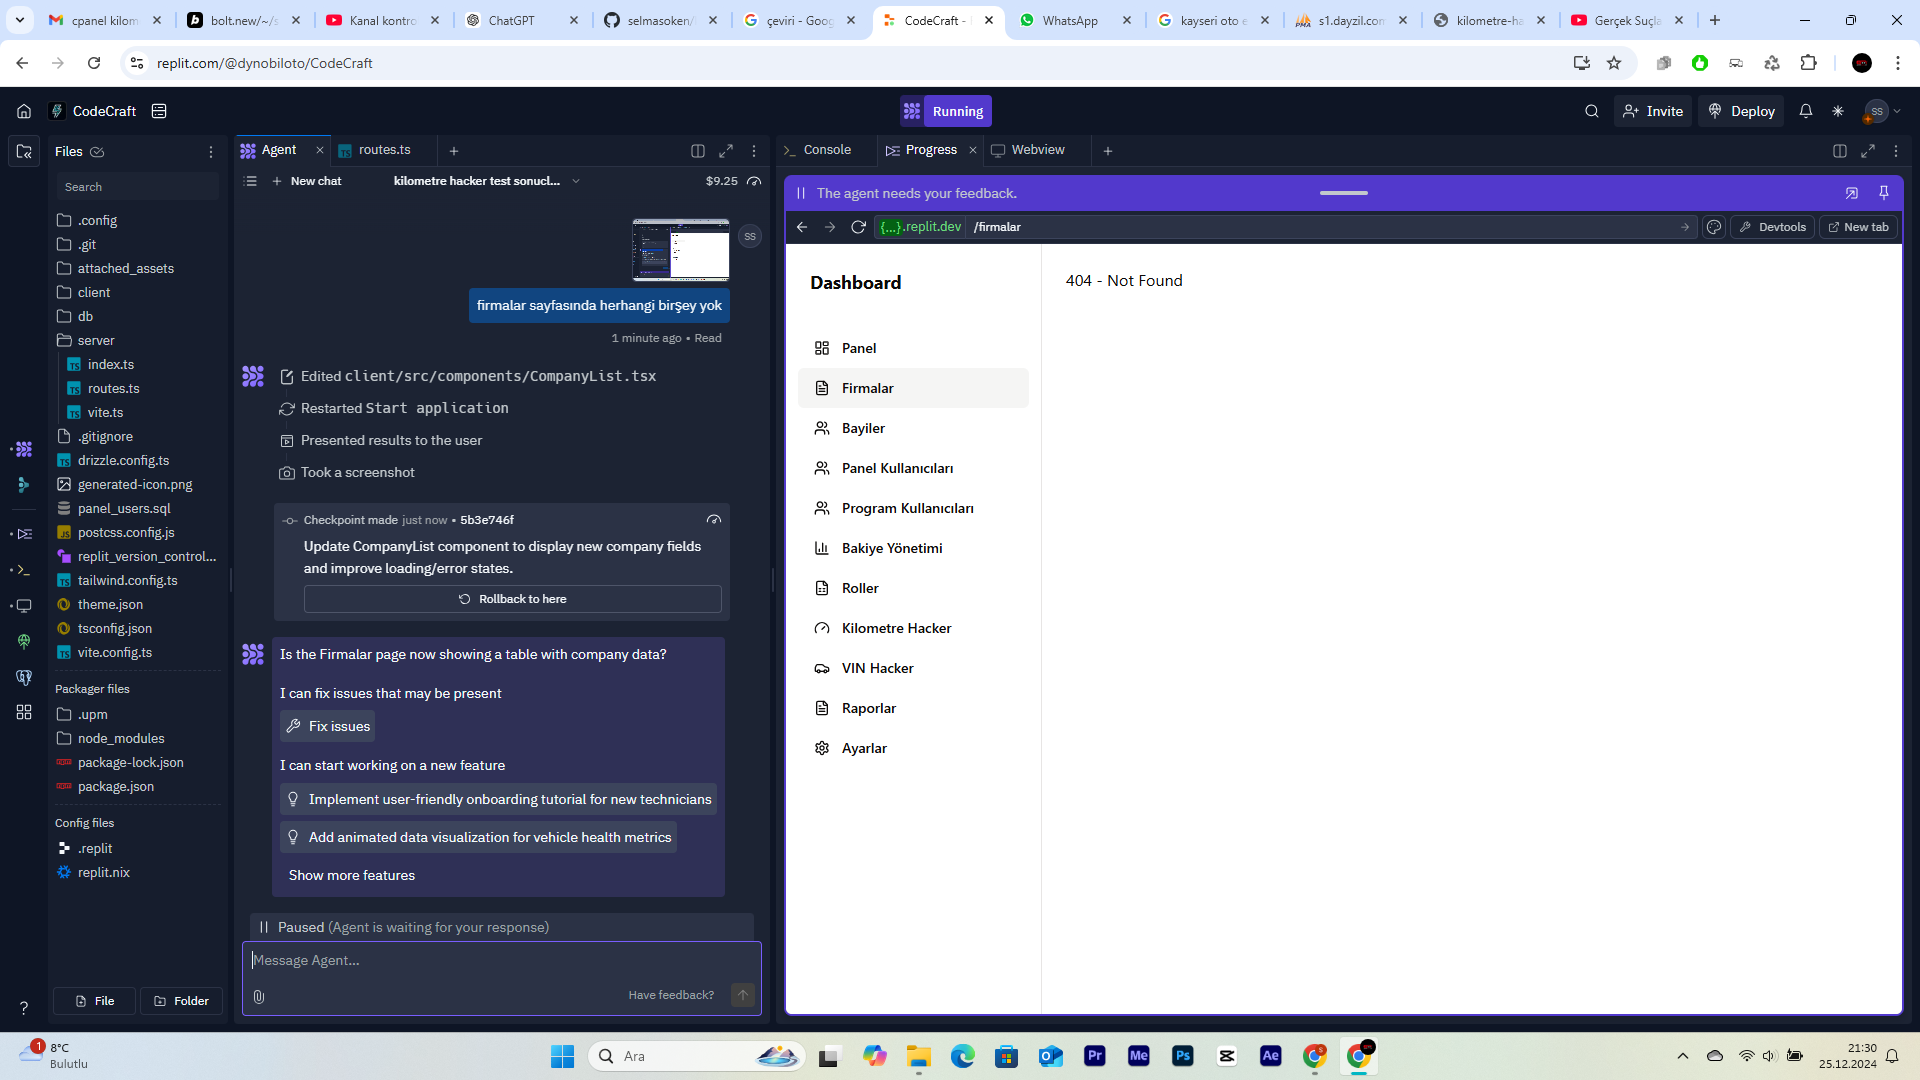 cpanel kilom
bolt.new/~/s
Kanal kontro
ChatGPT
selmasoken/
çeviri - Goog
CodeCraft -
WhatsApp
kayseri oto e
s1.dayzil.com
kilometre-ha
Gerçek Suçla
replit.com/@dynobiloto/CodeCraft
CodeCraft
Running
Invite
Deploy
SS
Files
Search
.config
.git
attached_assets
client
db
server
index.ts
routes.ts
vite.ts
.gitignore
drizzle.config.ts
generated-icon.png
panel_users.sql
postcss.config.js
replit_version_control...
tailwind.config.ts
theme.json
tsconfig.json
vite.config.ts
Packager files
.upm
node_modules
package-lock.json
package.json
Config files
.replit
replit.nix
File
Folder
Agent
routes.ts
New chat
kilometre hacker test sonucl...
$9.25
SS
firmalar sayfasında herhangi birşey yok
1 minute ago • Read
Edited client/src/components/CompanyList.tsx
Restarted Start application
Presented results to the user
Took a screenshot
Checkpoint made just now • 5b3e746f
Update CompanyList component to display new company fields
and improve loading/error states.
Rollback to here
Is the Firmalar page now showing a table with company data?
I can fix issues that may be present
Fix issues
I can start working on a new feature
Implement user-friendly onboarding tutorial for new technicians
Add animated data visualization for vehicle health metrics
Show more features
Paused (Agent is waiting for your response)
Message Agent...
Have feedback?
Console
Progress
Webview
The agent needs your feedback.
{...}.replit.dev /firmalar
Devtools
New tab
Dashboard
404 - Not Found
Panel
Firmalar
Bayiler
Panel Kullanıcıları
Program Kullanıcıları
Bakiye Yönetimi
Roller
Kilometre Hacker
VIN Hacker
Raporlar
Ayarlar
1
8°C
Bulutlu
Ara
Pr
Me
Ps
Ae
21:30
25.12.2024